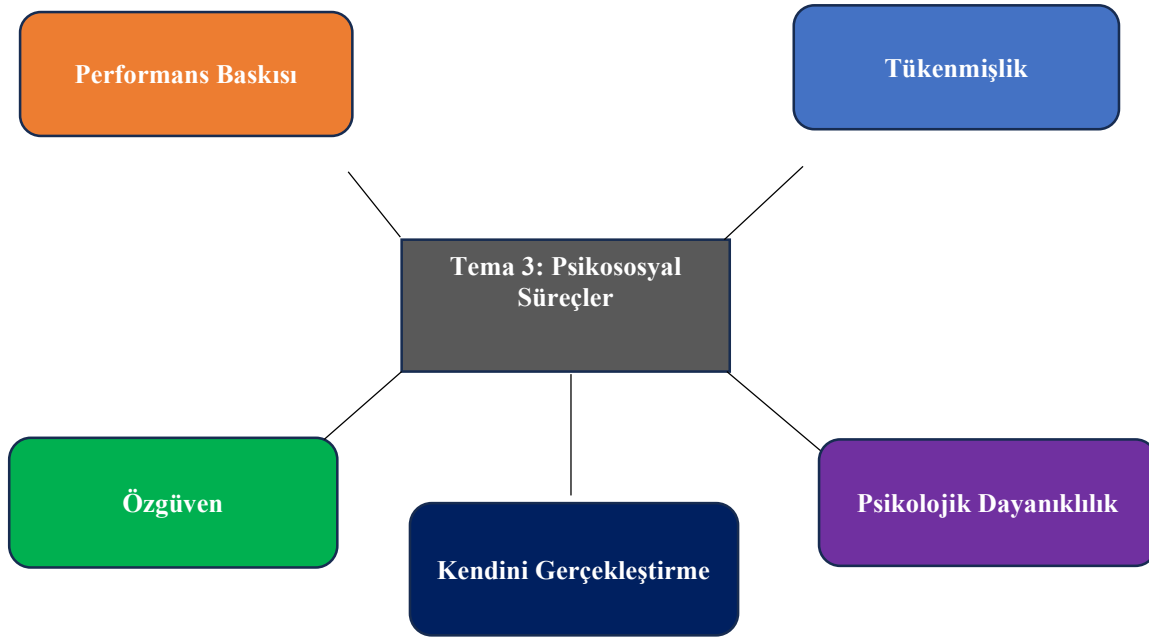 Performans Baskısı
Tükenmişlik
Tema 3: Psikososyal
Süreçler
Özgüven
Kendini Gerçekleştirme
Psikolojik Dayanıklılık